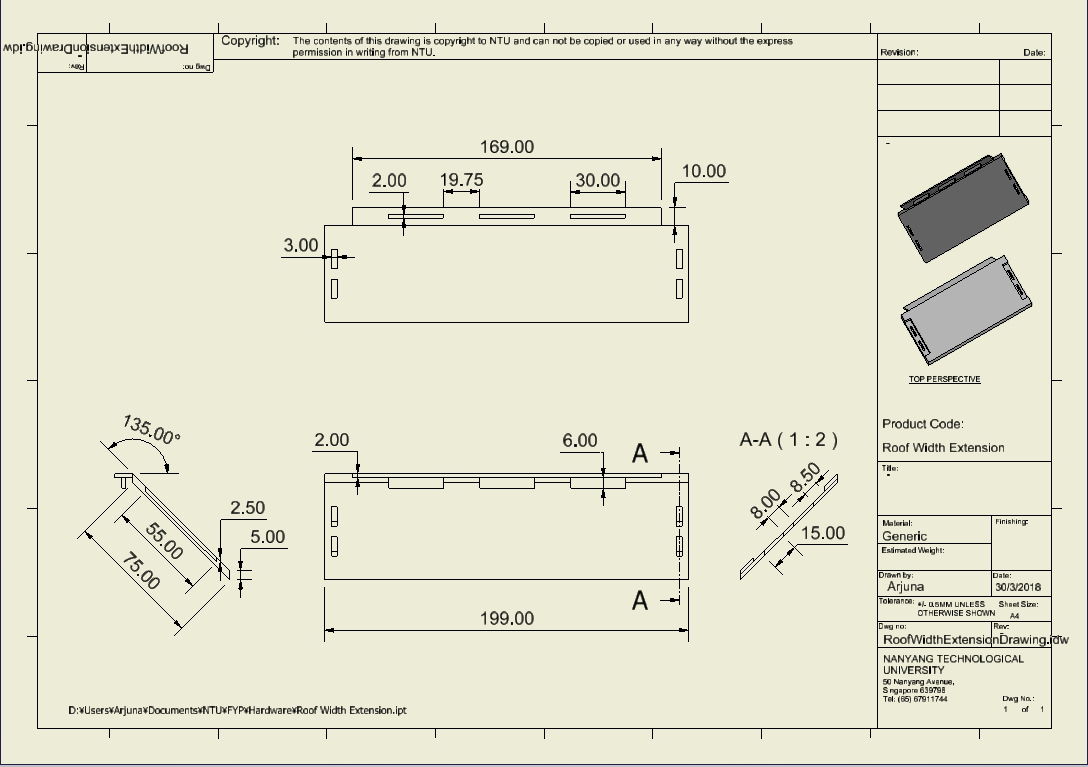 RoofWidthExtensionDrawing.idw
Rev:
Dwg no:
Copyright: The contents of this drawing is copyright to NTU and can not be copied or used in any way without the express
permission in writing from NTU.
Revision: Date:
169.00
2.00 19.75 30.00 10.00
3.00
TOP PERSPECTIVE
Product Code:
Roof Width Extension
Title:
-
135.00°
2.00 6.00 A A-A ( 1 : 2 )
8.00 8.50
15.00
2.50
5.00
55.00
75.00
A
199.00
Material:
Generic
Finishing:
Estimated Weight:
Drawn by:
Arjuna
Date:
30/3/2018
Tolerance: +/- 0.5MM UNLESS
OTHERWISE SHOWN
Sheet Size:
A4
Dwg no: Rev:
RoofWidthExtensionDrawing.idw
NANYANG TECHNOLOGICAL
UNIVERSITY
50 Nanyang Avenue,
Singapore 639798
Tel: (65) 67911744
Dwg No.:
1 of 1
D:¥Users¥Arjuna¥Documents¥NTU¥FYP¥Hardware¥Roof Width Extension.ipt